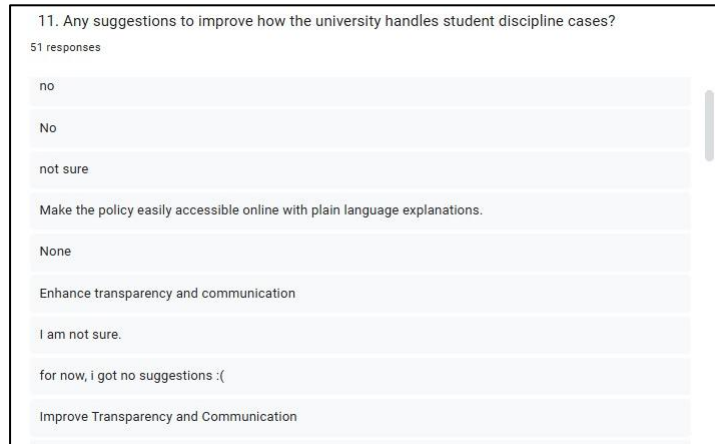 11. Any suggestions to improve how the university handles student discipline cases?
51 responses
no
No
not sure
Make the policy easily accessible online with plain language explanations.
None
Enhance transparency and communication
I am not sure.
for now, i got no suggestions :(
Improve Transparency and Communication